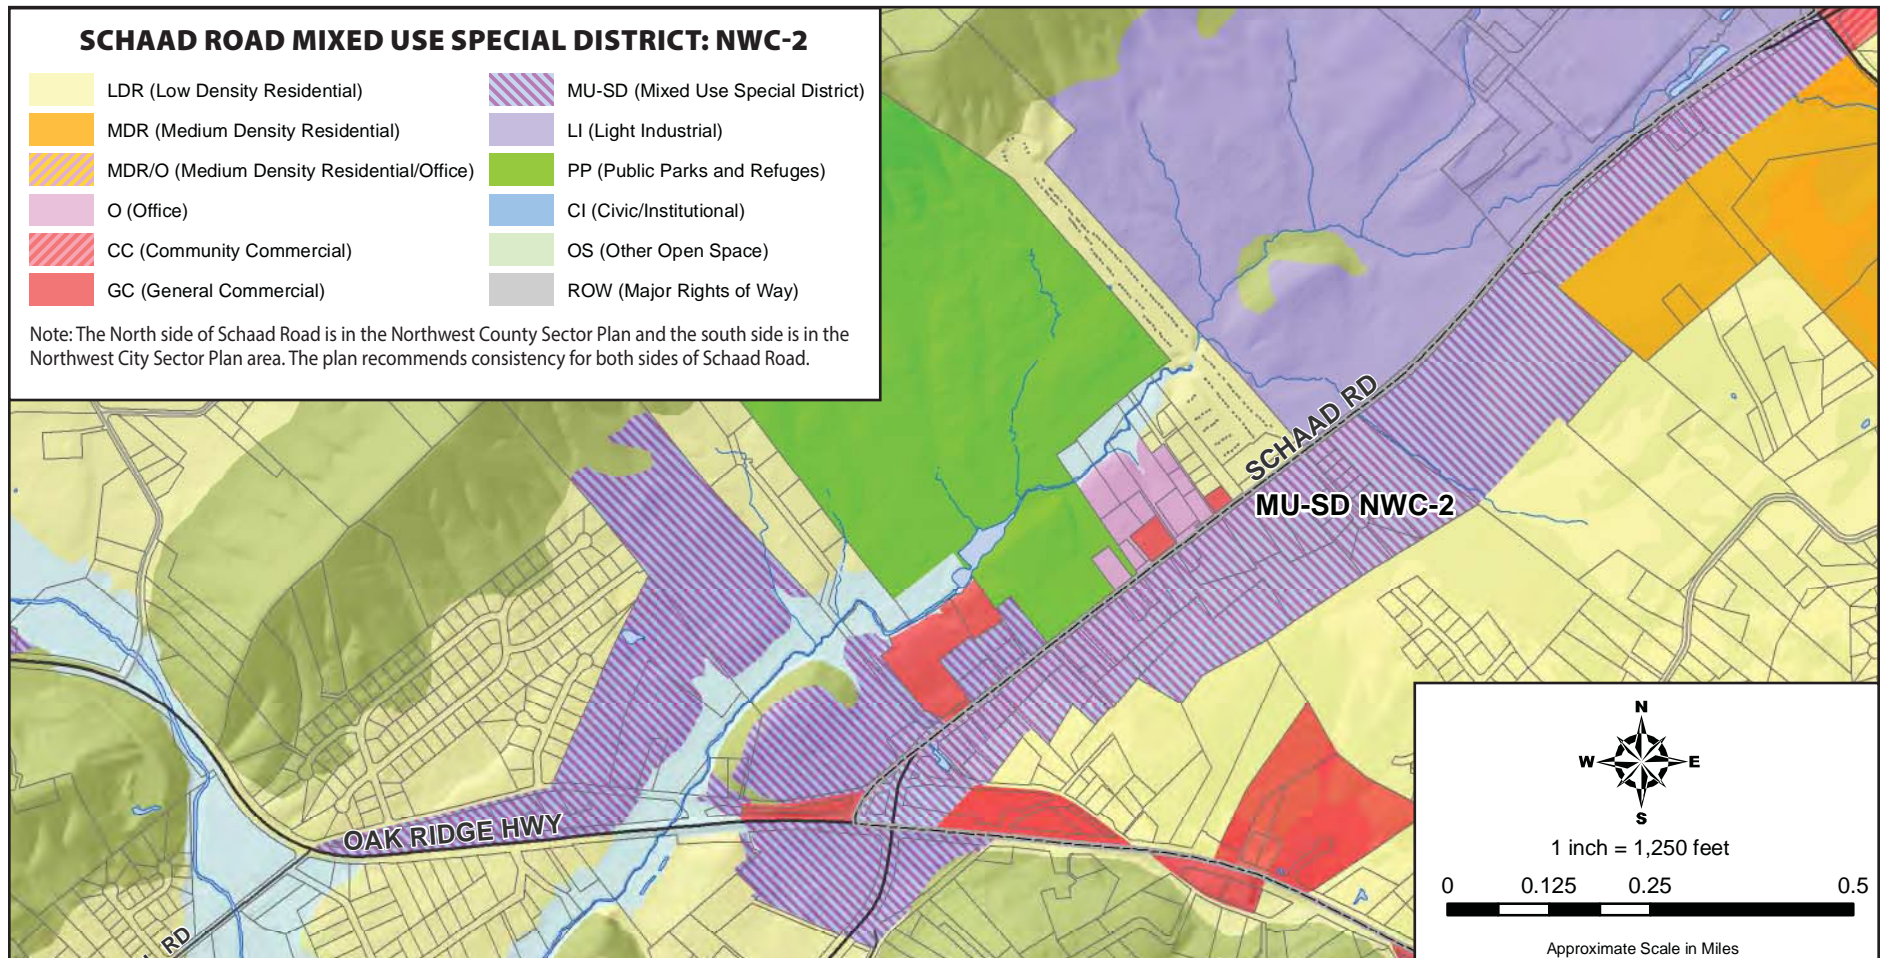 SCHAAD ROAD MIXED USE SPECIAL DISTRICT: NWC-2
LDR (Low Density Residential)
MDR (Medium Density Residential)
MDR/O (Medium Density Residential/Office)
O (Office)
CC (Community Commercial)
GC (General Commercial)
MU-SD (Mixed Use Special District)
LI (Light Industrial)
PP (Public Parks and Refuges)
CI (Civic/Institutional)
OS (Other Open Space)
ROW (Major Rights of Way)
Note: The North side of Schaad Road is in the Northwest County Sector Plan and the south side is in the
Northwest City Sector Plan area. The plan recommends consistency for both sides of Schaad Road.
SCHAAD RD
MU-SD NWC-2
OAK RIDGE HWY
RD
N
W E
S
1 inch = 1,250 feet
0 0.125 0.25 0.5
Approximate Scale in Miles